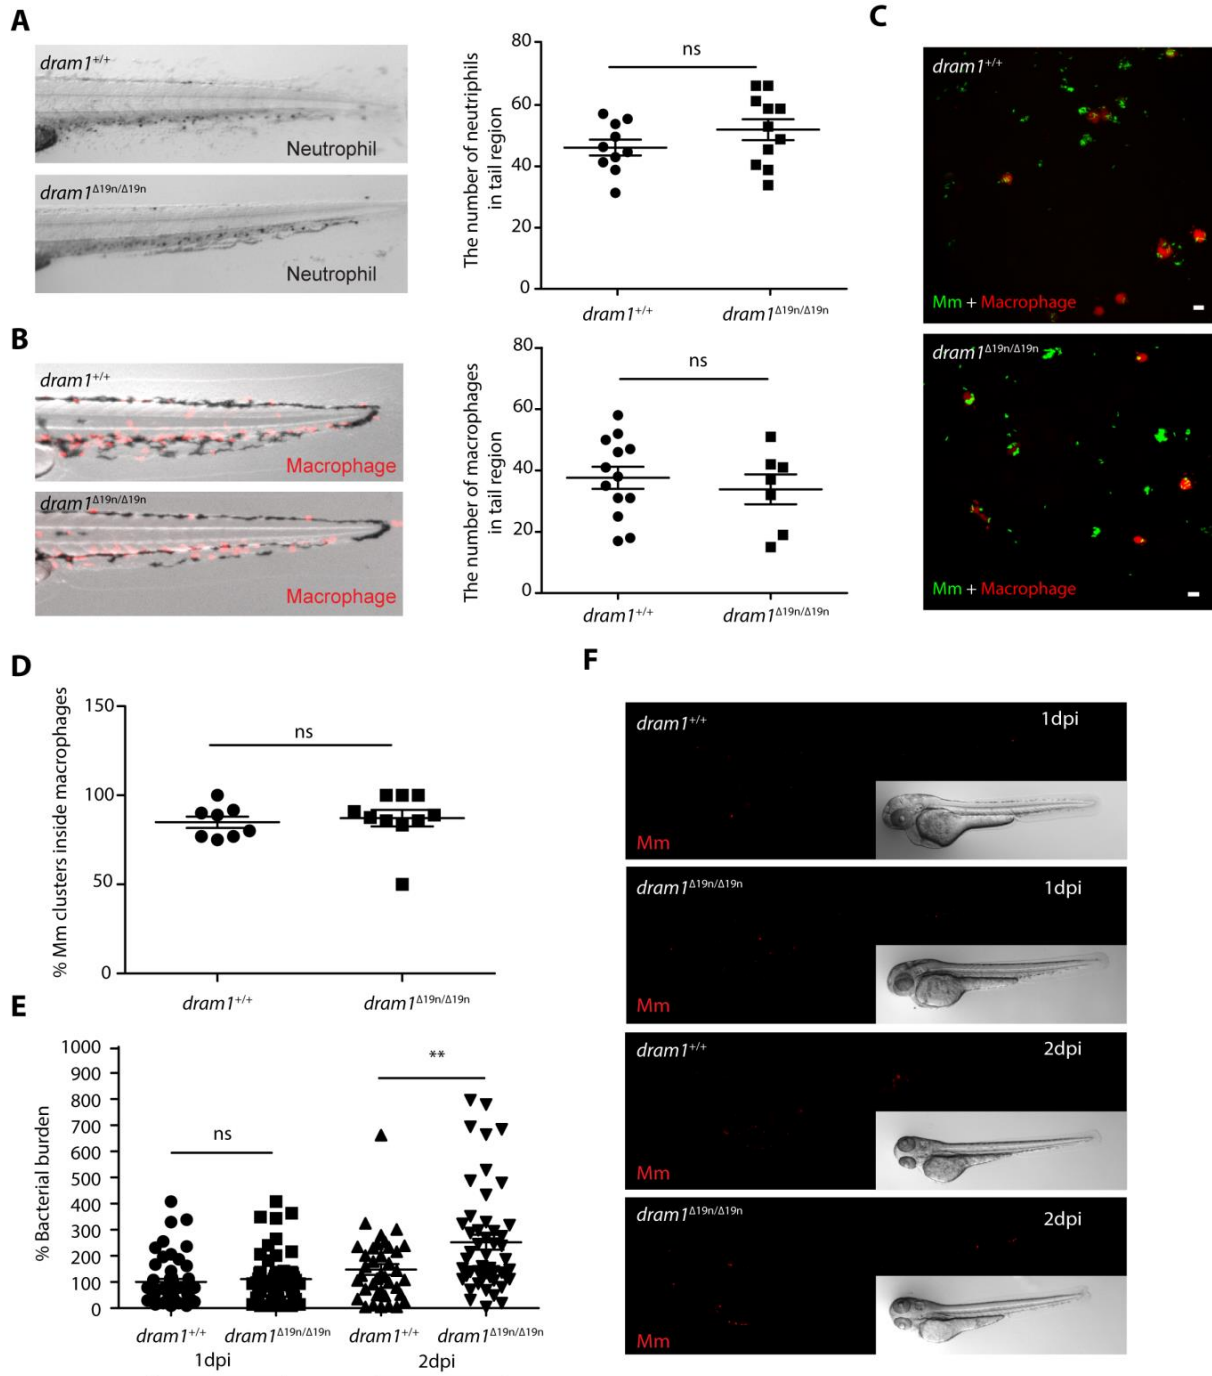 A
dram1+/+
Neutrophil
dram1Δ19n/Δ19n
Neutrophil
The number of neutriphils
in tail region
80
60
40
20
0
ns
dram1+/+
dram1Δ19n/Δ19n
B
dram1+/+
Macrophage
dram1Δ19n/Δ19n
Macrophage
The number of macrophages
in tail region
80
60
40
20
0
ns
dram1+/+
dram1Δ19n/Δ19n
C
dram1+/+
Mm + Macrophage
dram1Δ19n/Δ19n
Mm + Macrophage
D
% Mm clusters inside macrophages
150
100
50
0
ns
dram1+/+
dram1Δ19n/Δ19n
E
% Bacterial burden
1000
900
800
700
600
500
400
300
200
100
0
ns
**
dram1+/+
dram1Δ19n/Δ19n
dram1+/+
dram1Δ19n/Δ19n
1dpi
2dpi
F
dram1+/+
1dpi
Mm
dram1Δ19n/Δ19n
1dpi
Mm
dram1+/+
2dpi
Mm
dram1Δ19n/Δ19n
2dpi
Mm